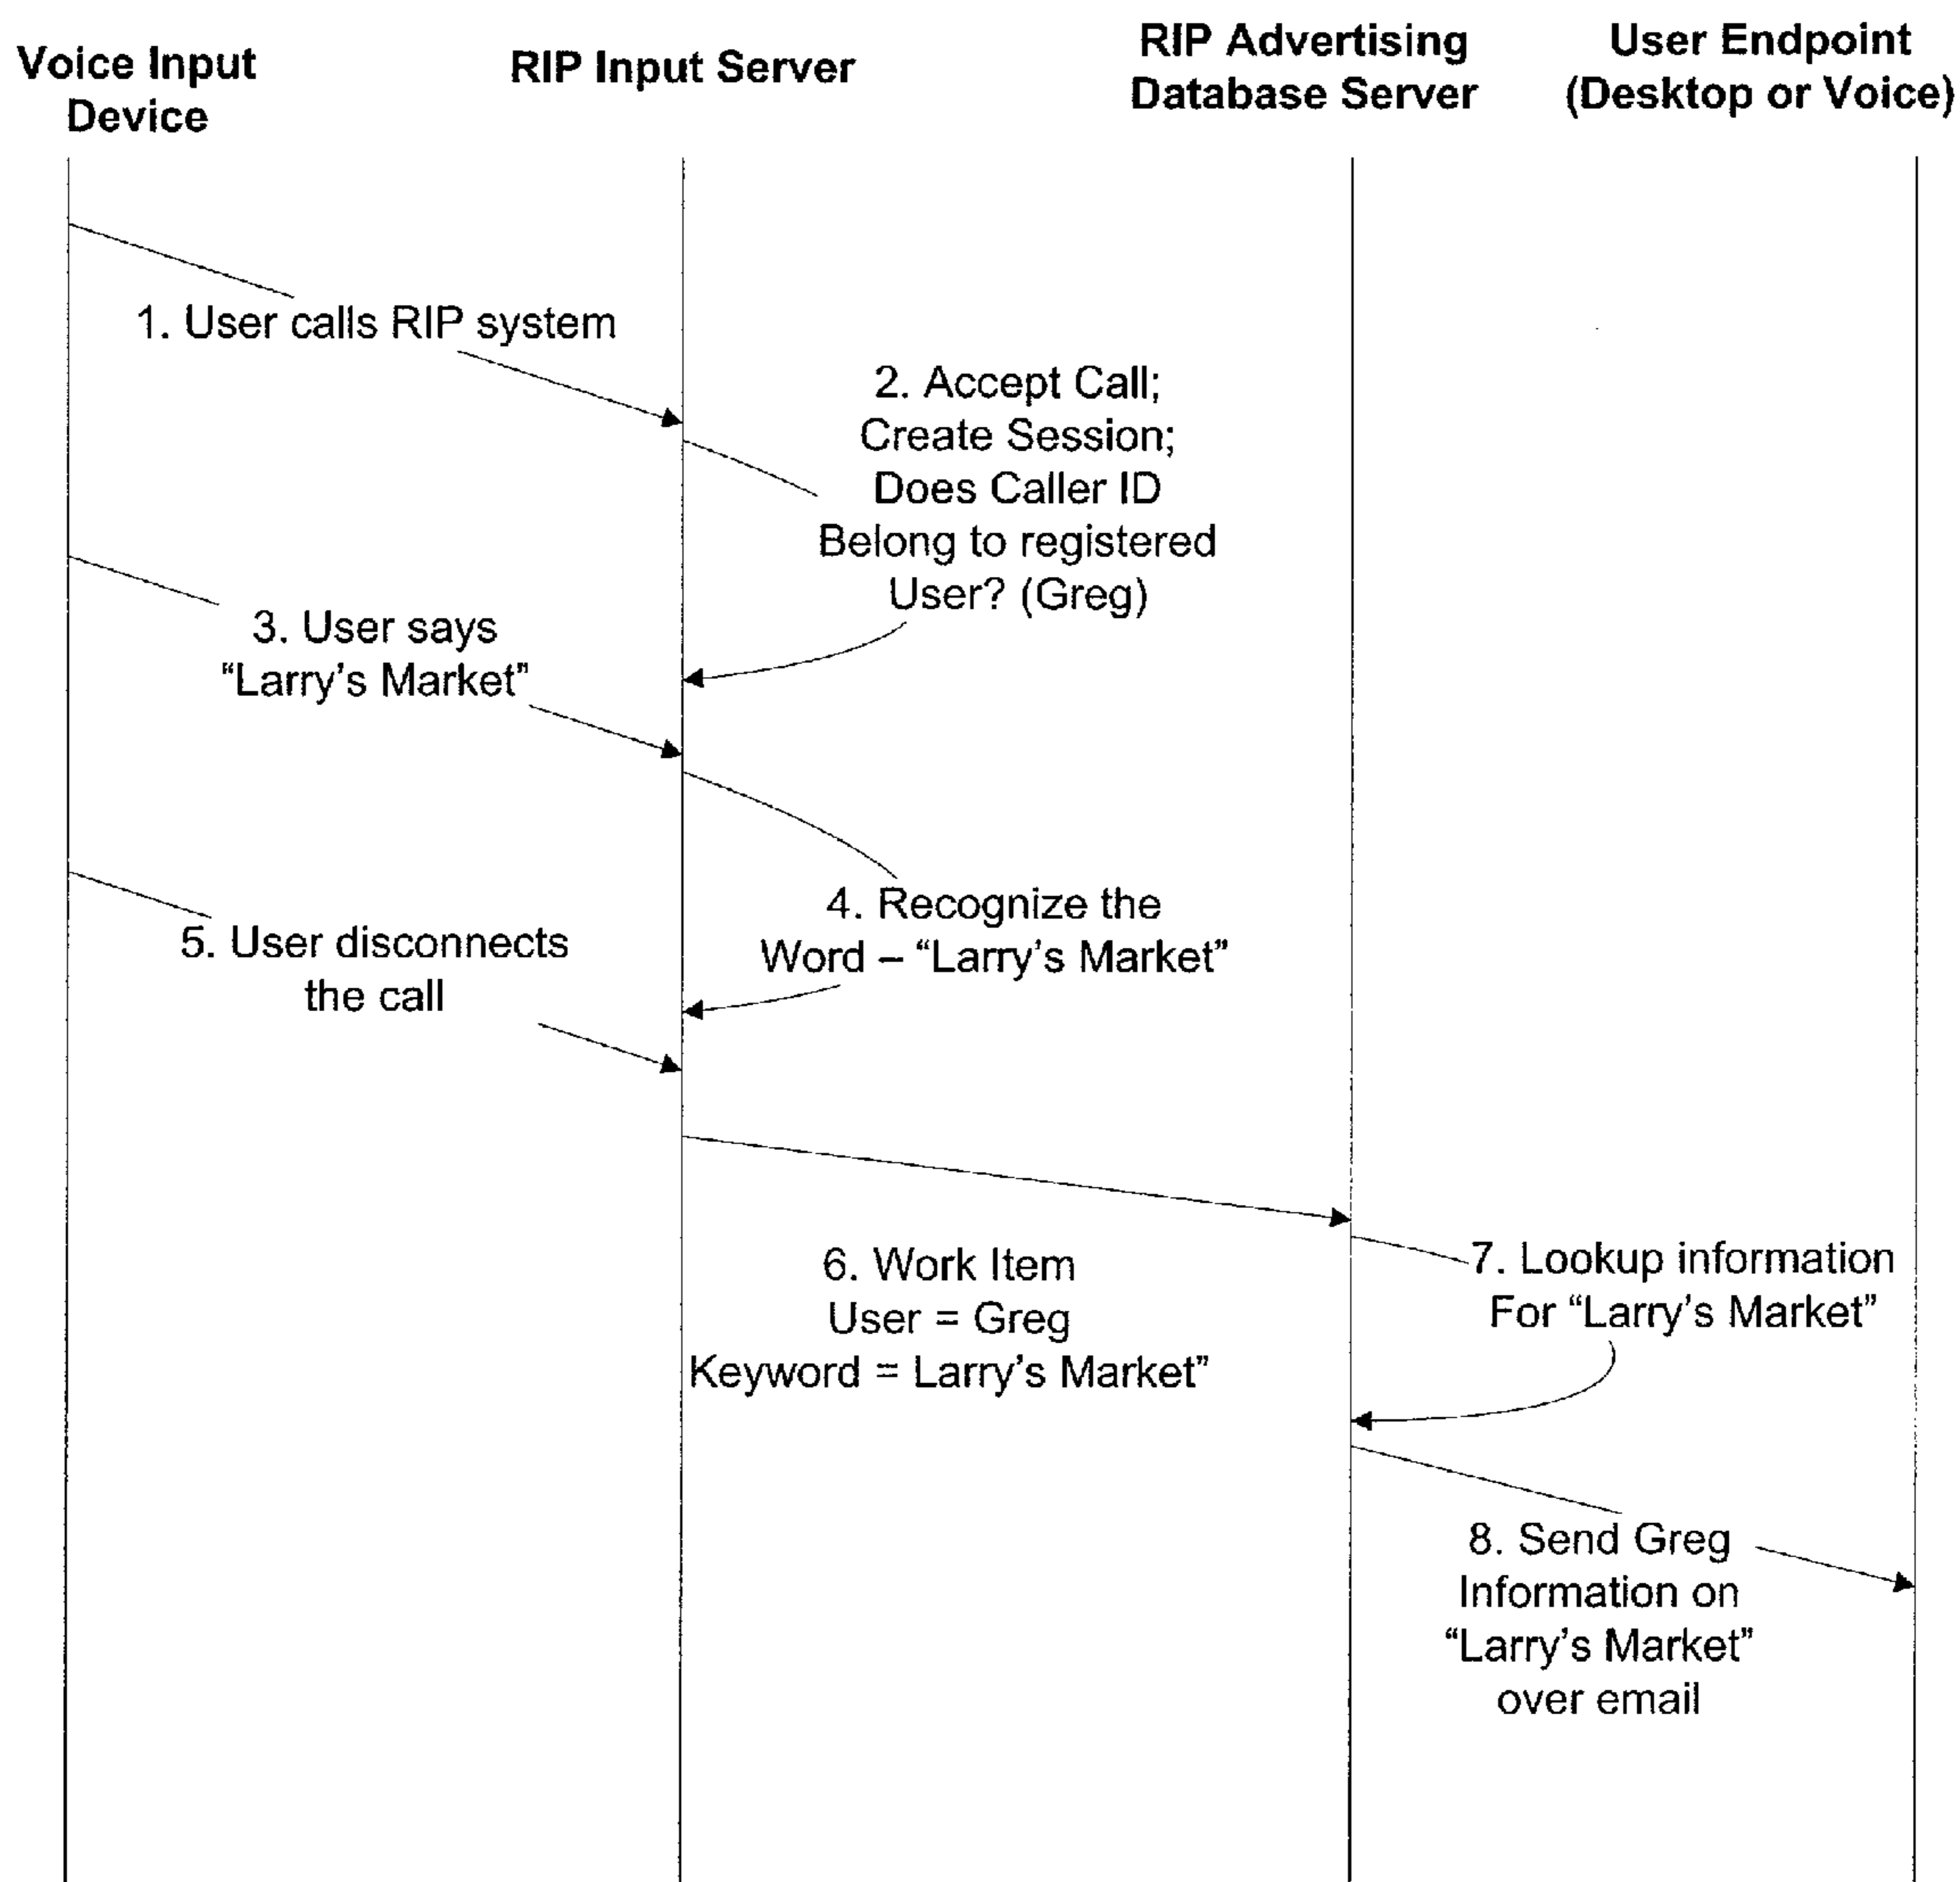 Voice Input
Device
RIP Input Server
RIP Advertising
Database Server
User Endpoint
(Desktop or Voice)
1. User calls RIP system
2. Accept Call;
Create Session;
Does Caller ID
Belong to registered
User? (Greg)
3. User says
“Larry’s Market”
4. Recognize the
Word – “Larry’s Market”
5. User disconnects
the call
6. Work Item
User = Greg
Keyword = Larry’s Market”
7. Lookup information
For “Larry’s Market”
8. Send Greg
Information on
“Larry’s Market”
over email